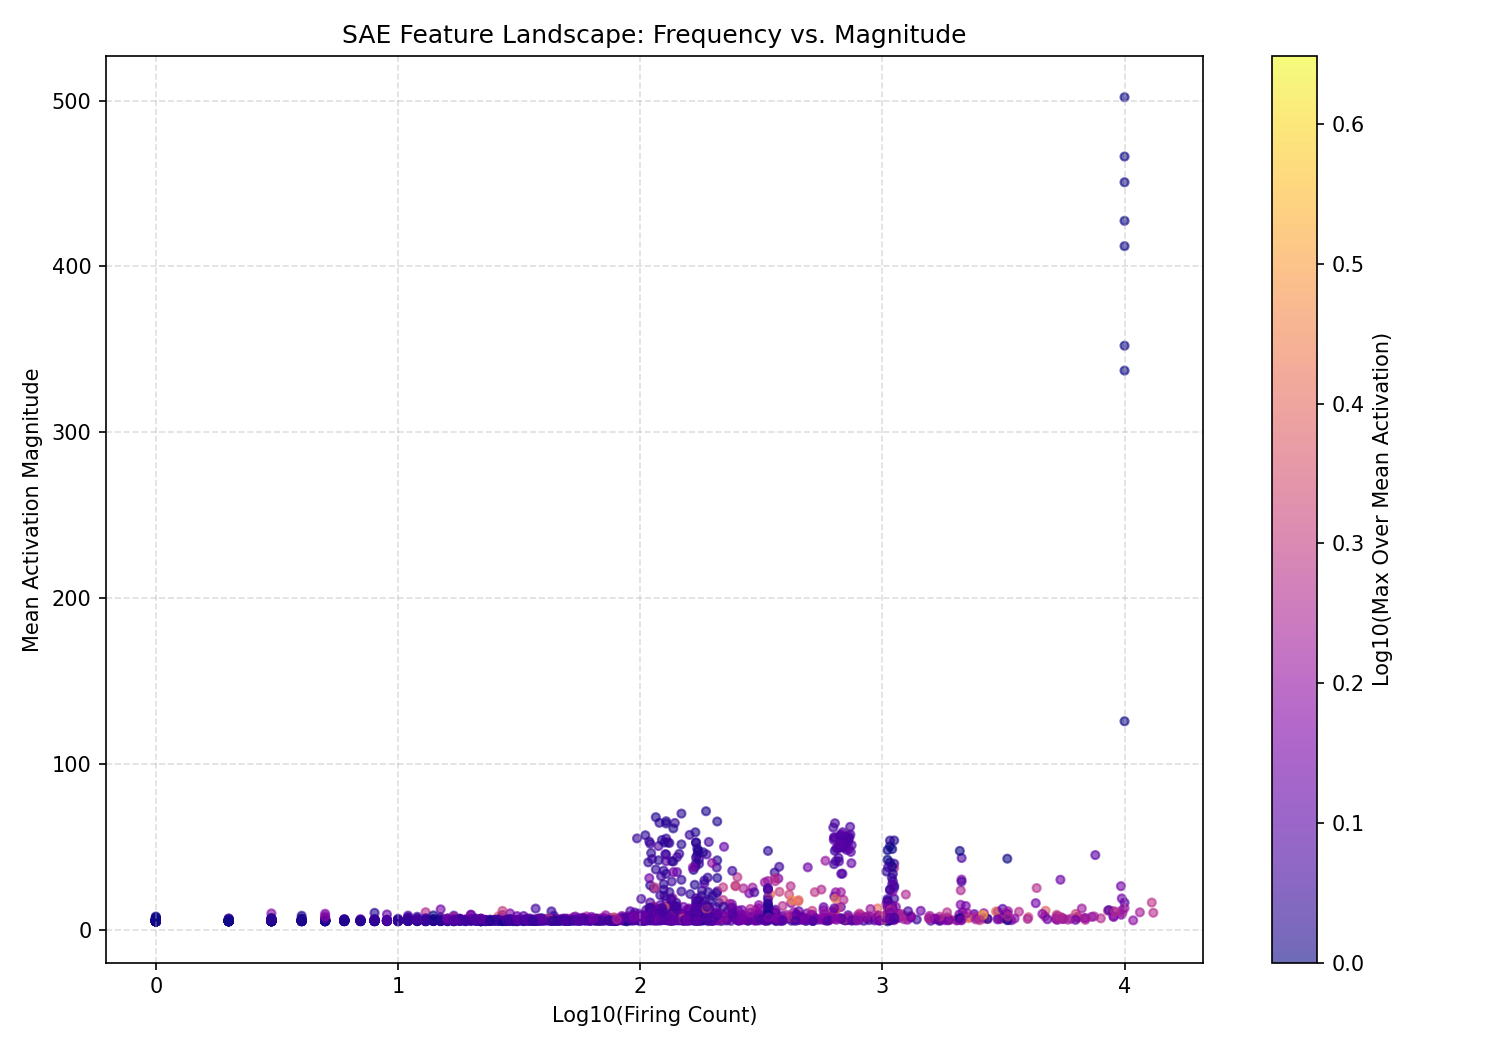 SAE Feature Landscape: Frequency vs. Magnitude
500
400
300
200
100
0
Mean Activation Magnitude
0 1 2 3 4
Log10(Firing Count)
0.6
0.5
0.4
0.3
0.2
0.1
0.0
Log10(Max Over Mean Activation)